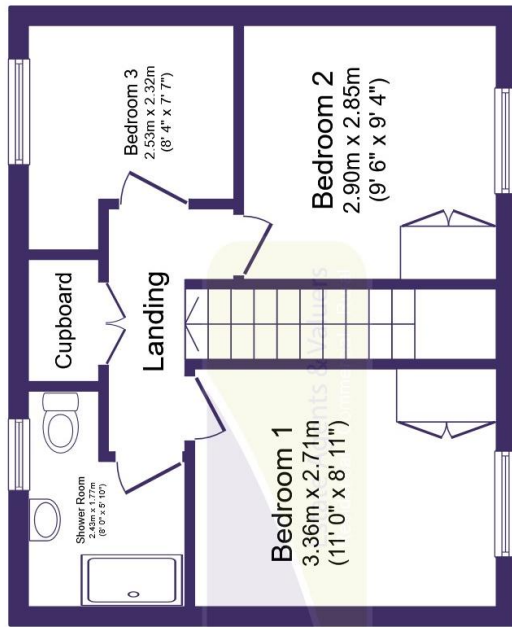 Bedroom 3
2.53m x 2.32m
(8' 4" x 7' 7")
Bedroom 2
2.90m x 2.85m
(9' 6" x 9' 4")
Cupboard
Landing
Shower Room
2.43m x 1.77m
(8' 0" x 5' 10")
Bedroom 1
3.36m x 2.71m
(11' 0" x 8' 11")
& Valuers